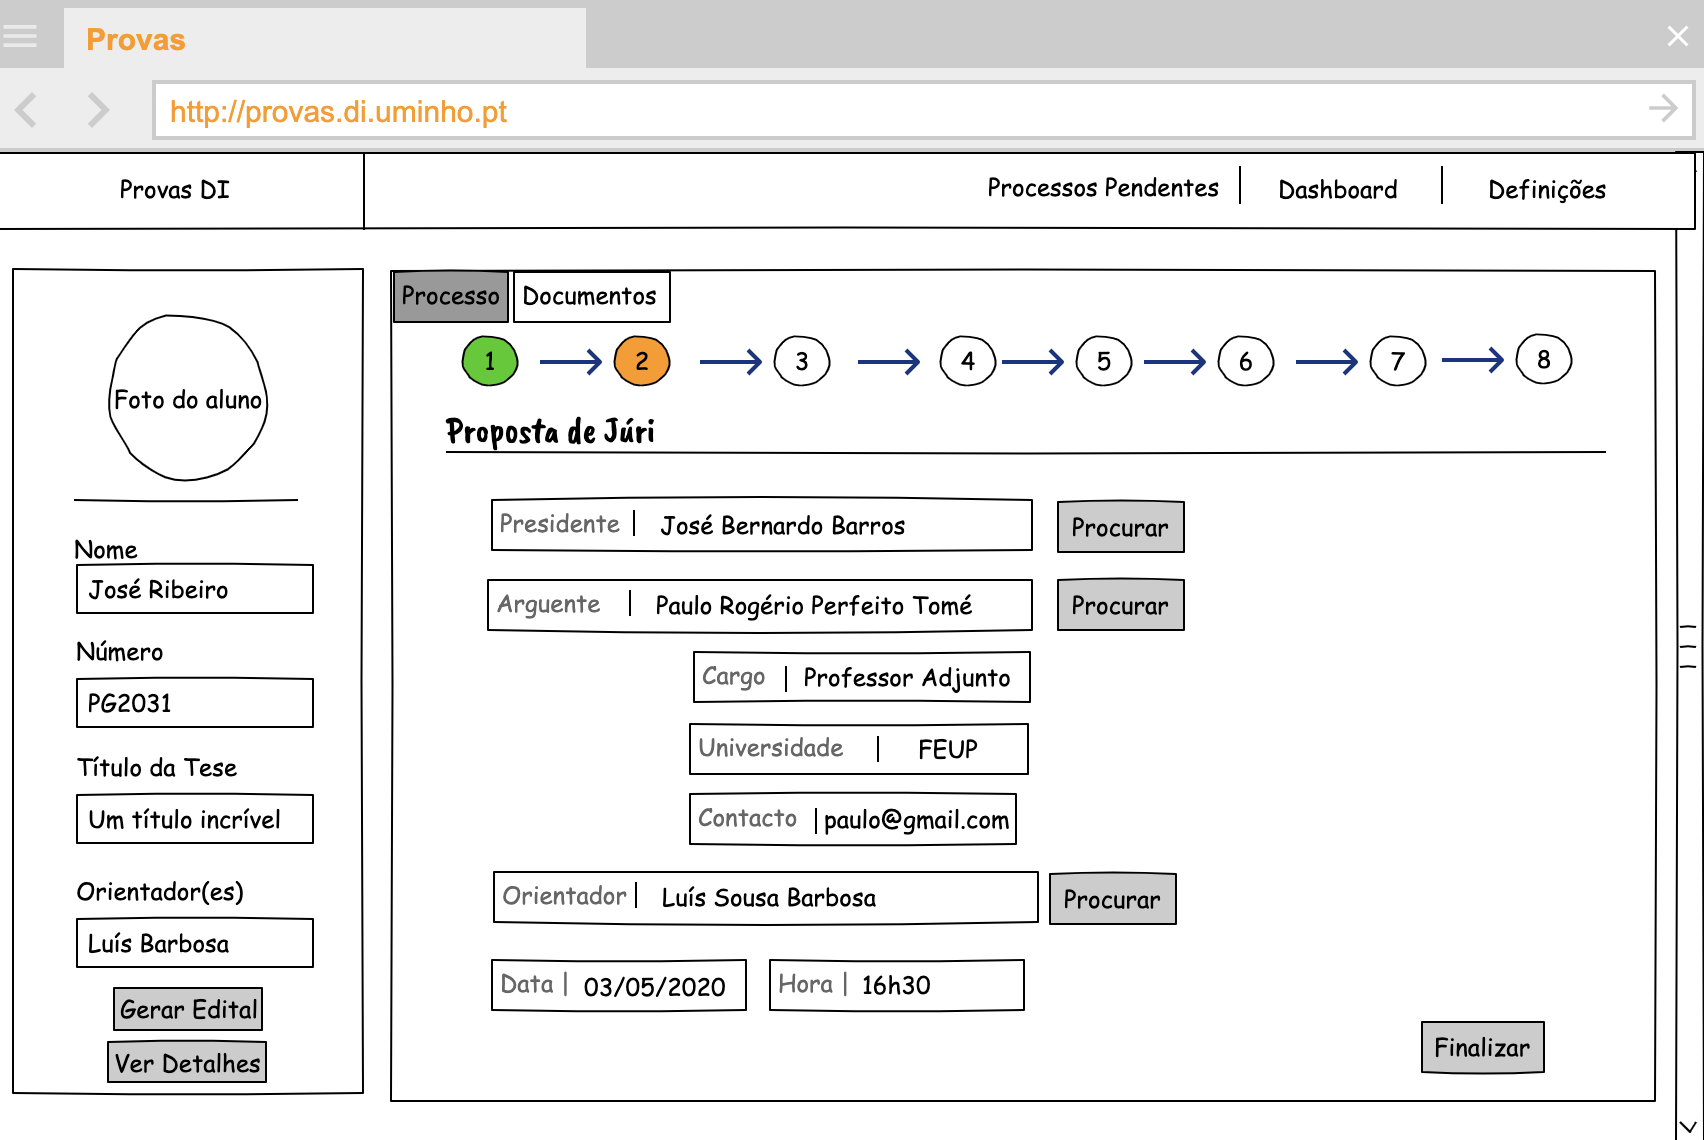 Provas
http://provas.di.uminho.pt
Provas DI
Processos Pendentes
Dashboard
Definições
Foto do aluno
Nome
José Ribeiro
Número
PG2031
Título da Tese
Um título incrível
Orientador(es)
Luís Barbosa
Gerar Edital
Ver Detalhes
Processo
Documentos
1
2
3
4
5
6
7
8
Proposta de Júri
Presidente | José Bernardo Barros
Procurar
Arguente | Paulo Rogério Perfeito Tomé
Procurar
Cargo | Professor Adjunto
Universidade | FEUP
Contacto | paulo@gmail.com
Orientador | Luís Sousa Barbosa
Procurar
Data | 03/05/2020
Hora | 16h30
Finalizar